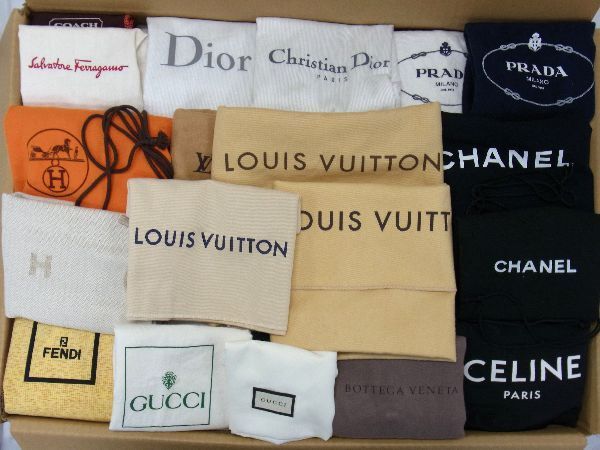 COACH
Salvatore Ferragamo
Dior
Christian Dior
PARIS
PRADA
MILANO
PRADA
MILANO
H
LV
LOUIS VUITTON
CHANEL
H
LOUIS VUITTON
LOUIS VUITT
CHANEL
FENDI
GUCCI
GUCCI
BOTTEGA VENETA
CELINE
PARIS